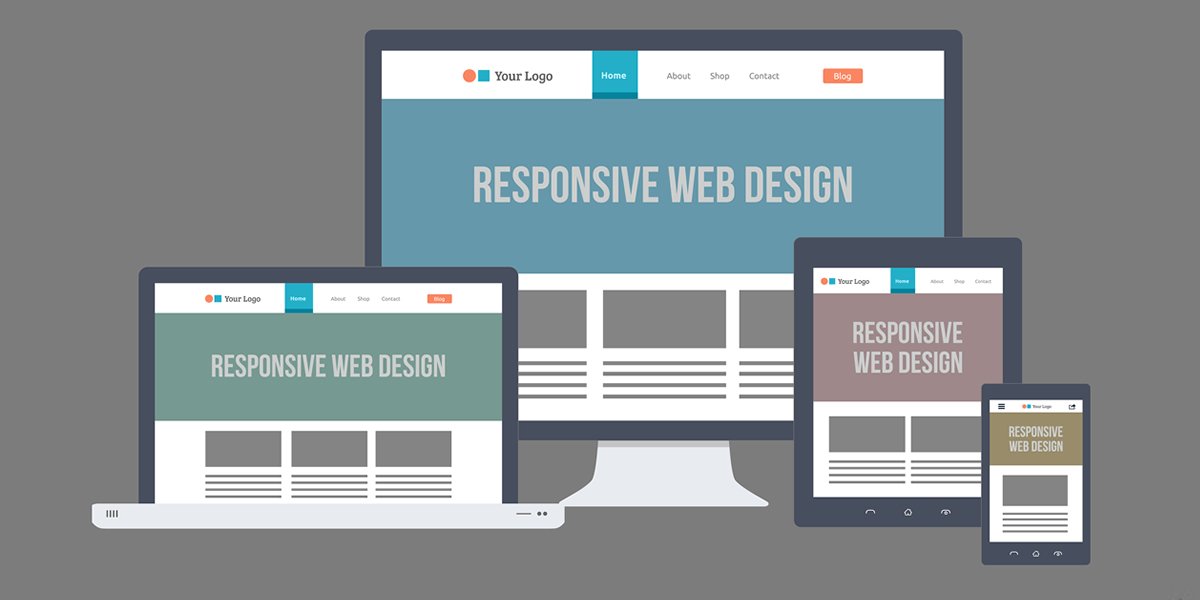 Your Logo Home About Shop Contact Blog
RESPONSIVE WEB DESIGN
Your Logo Home About Shop Contact Blog
RESPONSIVE WEB DESIGN
Your Logo Home About Shop Contact
RESPONSIVE
WEB DESIGN
Your Logo
RESPONSIVE
WEB DESIGN